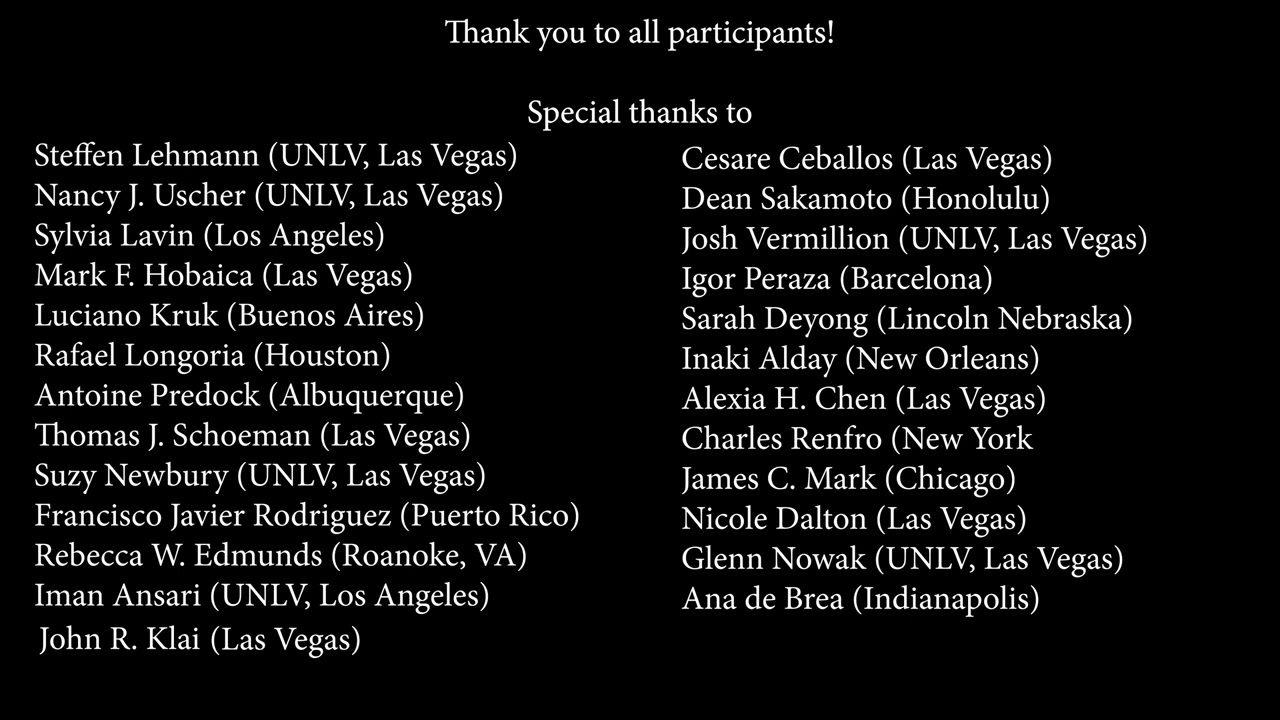 Thank you to all participants!
Special thanks to
Steffen Lehmann (UNLV, Las Vegas)
Nancy J. Uscher (UNLV, Las Vegas)
Sylvia Lavin (Los Angeles)
Mark F. Hobaica (Las Vegas)
Luciano Kruk (Buenos Aires)
Rafael Longoria (Houston)
Antoine Predock (Albuquerque)
Thomas J. Schoeman (Las Vegas)
Suzy Newbury (UNLV, Las Vegas)
Francisco Javier Rodriguez (Puerto Rico)
Rebecca W. Edmunds (Roanoke, VA)
Iman Ansari (UNLV, Los Angeles)
John R. Klai (Las Vegas)
Cesare Ceballos (Las Vegas)
Dean Sakamoto (Honolulu)
Josh Vermillion (UNLV, Las Vegas)
Igor Peraza (Barcelona)
Sarah Deyong (Lincoln Nebraska)
Inaki Alday (New Orleans)
Alexia H. Chen (Las Vegas)
Charles Renfro (New York
James C. Mark (Chicago)
Nicole Dalton (Las Vegas)
Glenn Nowak (UNLV, Las Vegas)
Ana de Brea (Indianapolis)